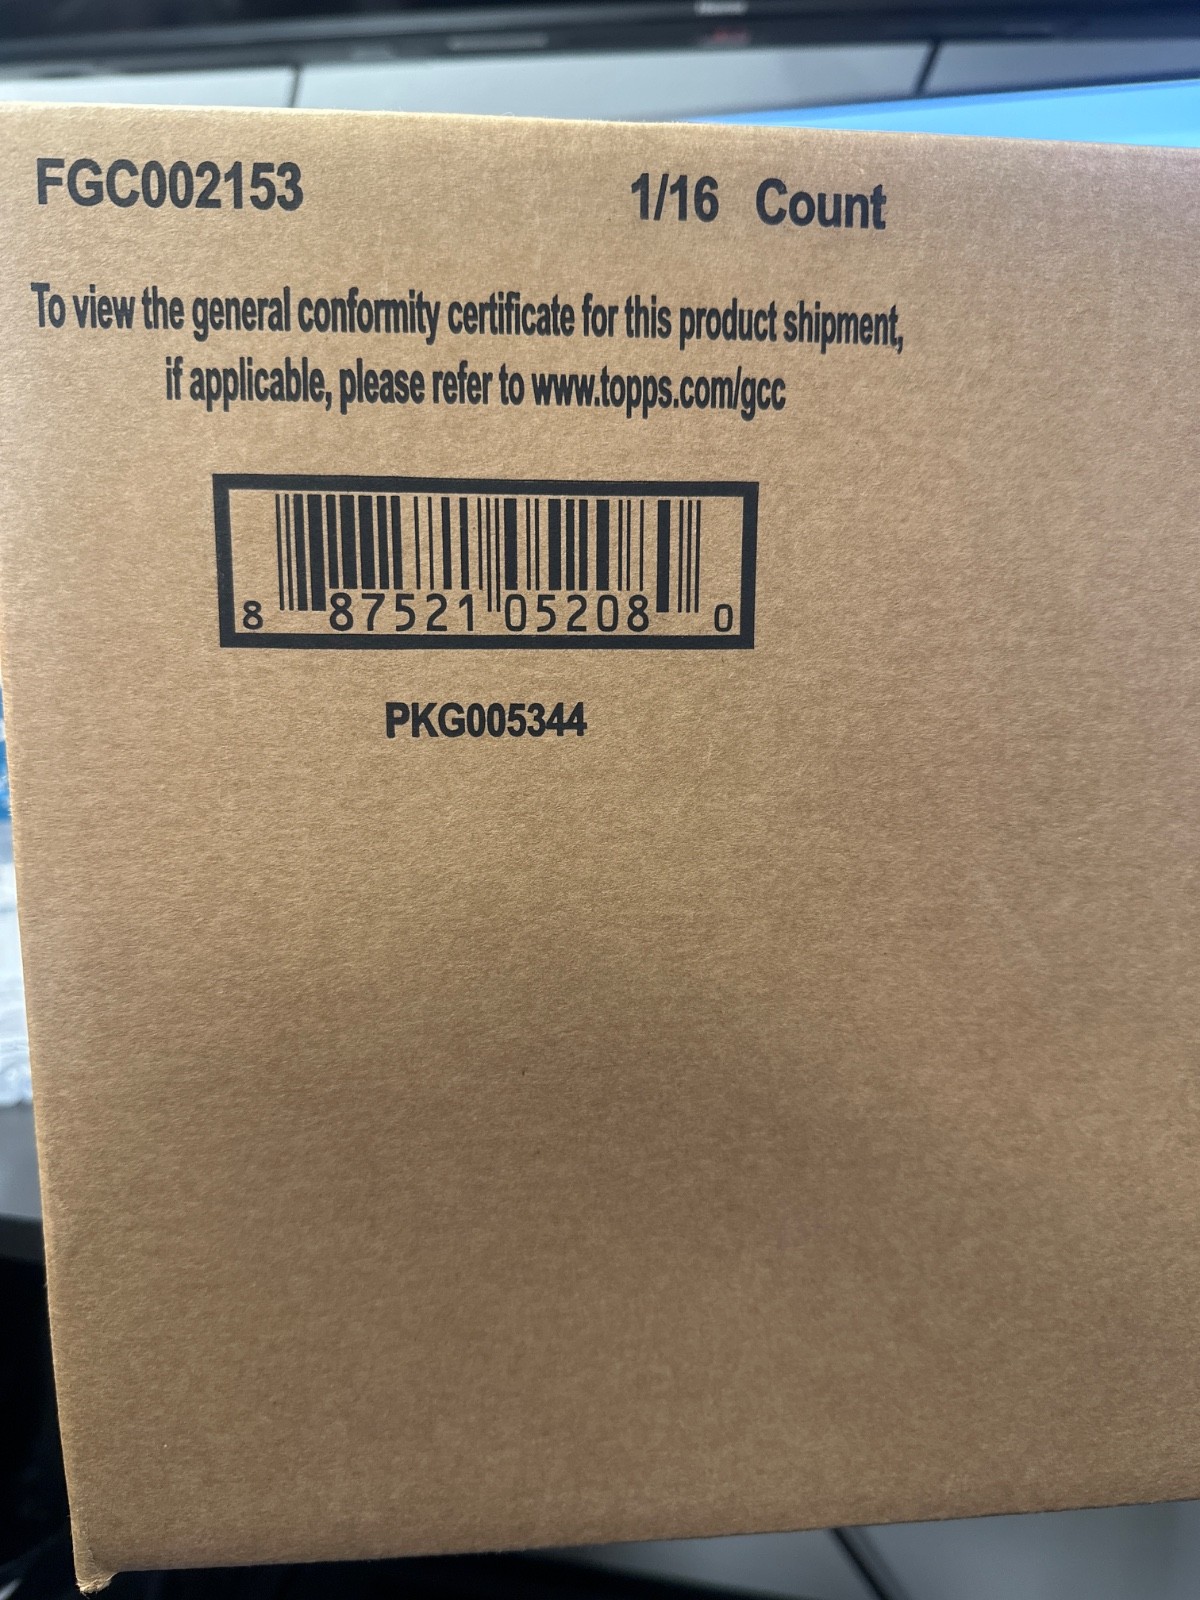 FGC002153 1/16 Count
To view the general conformity certificate for this product shipment,
if applicable, please refer to www.topps.com/gcc
8 87521 05208 0
PKG005344